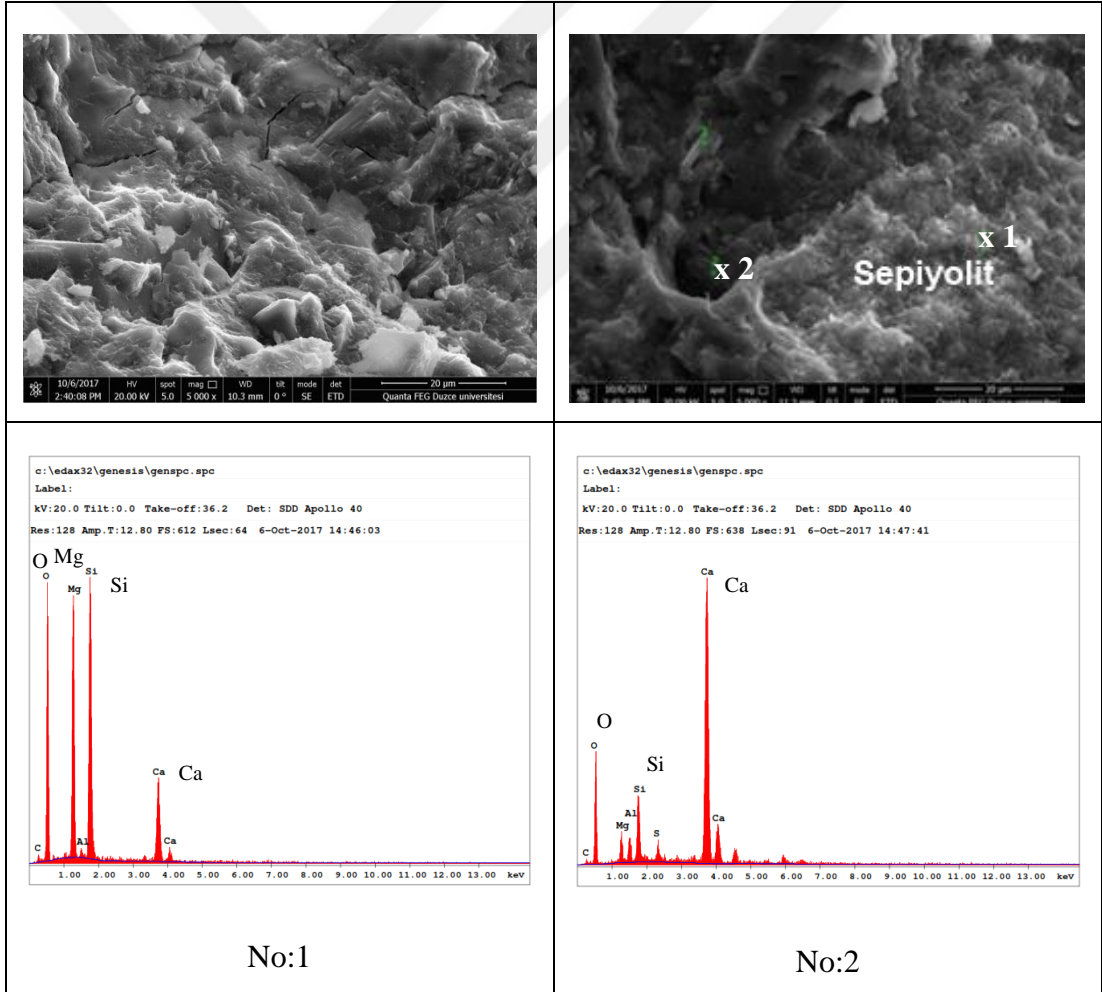 10/6/2017 HV spot mag □ WD tilt mode det 20 µm
2:40:08 PM 20.00 kV 5.0 5 000 x 10.3 mm 0 ° SE ETD Quanta FEG Duzce universitesi
2
x 1
x 2
Sepiyolit
10/6/2017 HV spot mag □ WD tilt mode det 20 µm
c:\edax32\genesis\genspc.spc
Label:
kV:20.0 Tilt:0.0 Take-off:36.2 Det: SDD Apollo 40
Res:128 Amp.T:12.80 FS:612 Lsec:64 6-Oct-2017 14:46:03
O Mg
O Mg Si
Si
Ca Ca
C Al Ca
1.00 2.00 3.00 4.00 5.00 6.00 7.00 8.00 9.00 10.00 11.00 12.00 13.00 keV
No:1
c:\edax32\genesis\genspc.spc
Label:
kV:20.0 Tilt:0.0 Take-off:36.2 Det: SDD Apollo 40
Res:128 Amp.T:12.80 FS:638 Lsec:91 6-Oct-2017 14:47:41
Ca
Ca
O
O
Si
Si
Al
Mg S Ca
C
1.00 2.00 3.00 4.00 5.00 6.00 7.00 8.00 9.00 10.00 11.00 12.00 13.00 keV
No:2